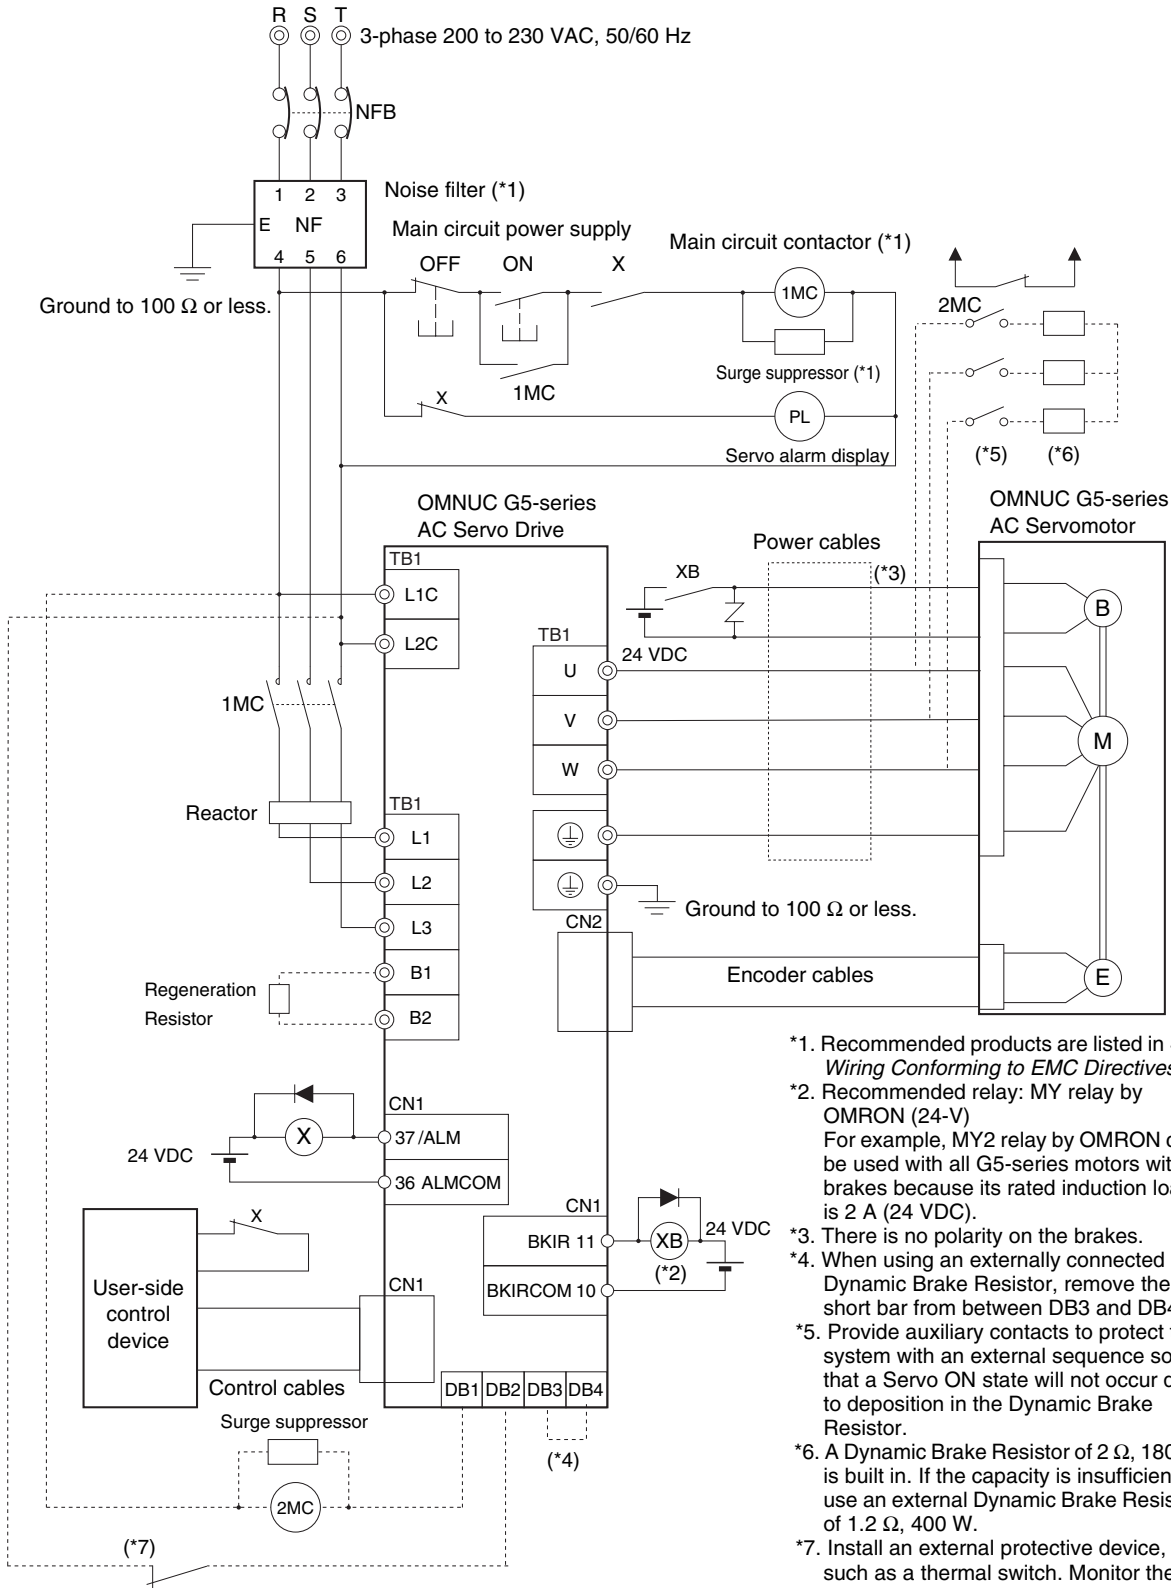 R S T
3-phase 200 to 230 VAC, 50/60 Hz
NFB
1 2 3
Noise filter (*1)
E NF
4 5 6
Ground to 100 Ω or less.
Main circuit power supply
OFF ON X
Main circuit contactor (*1)
1MC
1MC
Surge suppressor (*1)
X
PL
Servo alarm display
2MC
(*5) (*6)
OMNUC G5-series
AC Servo Drive
OMNUC G5-series
AC Servomotor
TB1
L1C
L2C
Power cables
XB
(*3)
24 VDC
B
TB1
U
V
W
M
1MC
Reactor
TB1
L1
L2
L3
B1
B2
Regeneration
Resistor
Ground to 100 Ω or less.
CN2
Encoder cables
E
CN1
X
37 /ALM
24 VDC
36 ALMCOM
X
User-side
control
device
CN1
Control cables
CN1
BKIR 11
XB
24 VDC
(*2)
BKIRCOM 10
DB1 DB2 DB3 DB4
(*4)
Surge suppressor
2MC
(*7)
*1. Recommended products are listed in
Wiring Conforming to EMC Directives
*2. Recommended relay: MY relay by
OMRON (24-V)
For example, MY2 relay by OMRON
be used with all G5-series motors
brakes because its rated induction
is 2 A (24 VDC).
*3. There is no polarity on the brakes.
*4. When using an externally connected
Dynamic Brake Resistor, remove the
short bar from between DB3 and DB4
*5. Provide auxiliary contacts to protect
system with an external sequence so
that a Servo ON state will not occur
to deposition in the Dynamic Brake
Resistor.
*6. A Dynamic Brake Resistor of 2 Ω, 180
is built in. If the capacity is insufficient
use an external Dynamic Brake
of 1.2 Ω, 400 W.
*7. Install an external protective device,
such as a thermal switch. Monitor the